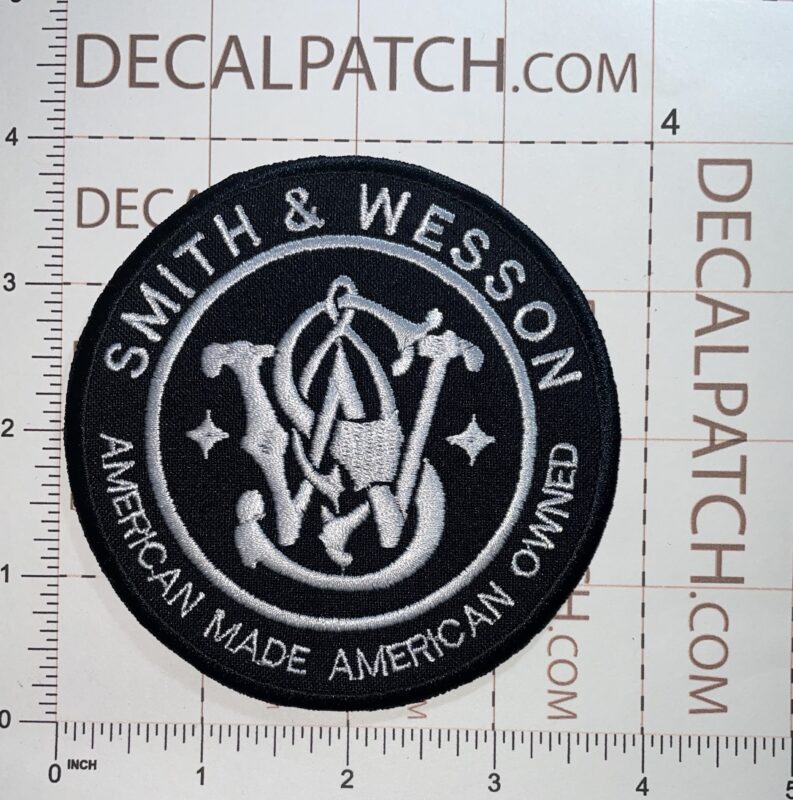 DECALPATCH.COM
4
4
DEC
DECALPATCH.COM
SMITH & WESSON
3
2
AMERICAN MADE AMERICAN OWNED
1
H.COM
0
0 INCH 1 2 3 4 5